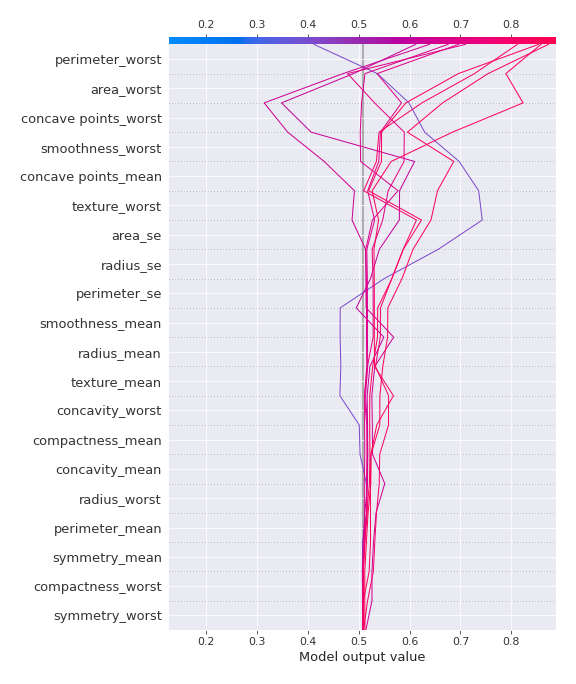 0.2 0.3 0.4 0.5 0.6 0.7 0.8
perimeter_worst
area_worst
concave points_worst
smoothness_worst
concave points_mean
texture_worst
area_se
radius_se
perimeter_se
smoothness_mean
radius_mean
texture_mean
concavity_worst
compactness_mean
concavity_mean
radius_worst
perimeter_mean
symmetry_mean
compactness_worst
symmetry_worst
0.2 0.3 0.4 0.5 0.6 0.7 0.8
Model output value